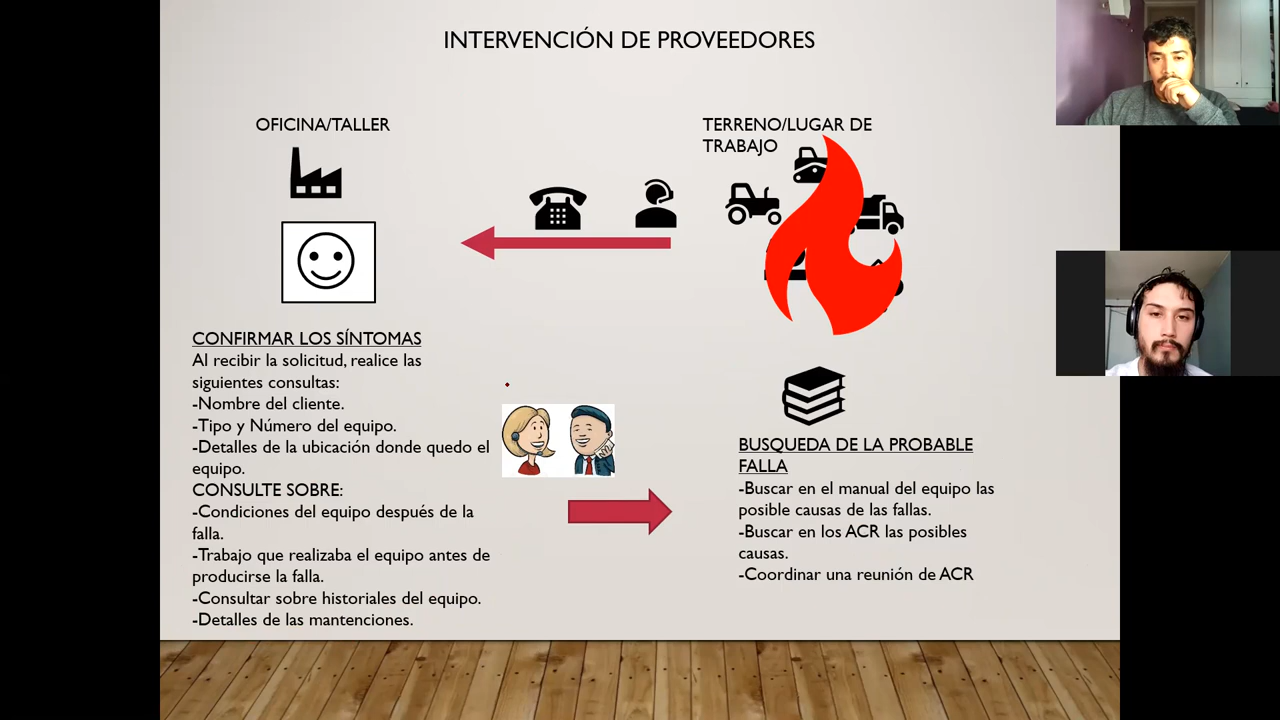 INTERVENCIÓN DE PROVEEDORES
OFICINA/TALLER
TERRENO/LUGAR DE
TRABAJO
CONFIRMAR LOS SÍNTOMAS
Al recibir la solicitud, realice las
siguientes consultas:
-Nombre del cliente.
-Tipo y Número del equipo.
-Detalles de la ubicación donde quedo el
equipo.
CONSULTE SOBRE:
-Condiciones del equipo después de la
falla.
-Trabajo que realizaba el equipo antes de
producirse la falla.
-Consultar sobre historiales del equipo.
-Detalles de las mantenciones.
BUSQUEDA DE LA PROBABLE
FALLA
-Buscar en el manual del equipo las
posible causas de las fallas.
-Buscar en los ACR las posibles
causas.
-Coordinar una reunión de ACR